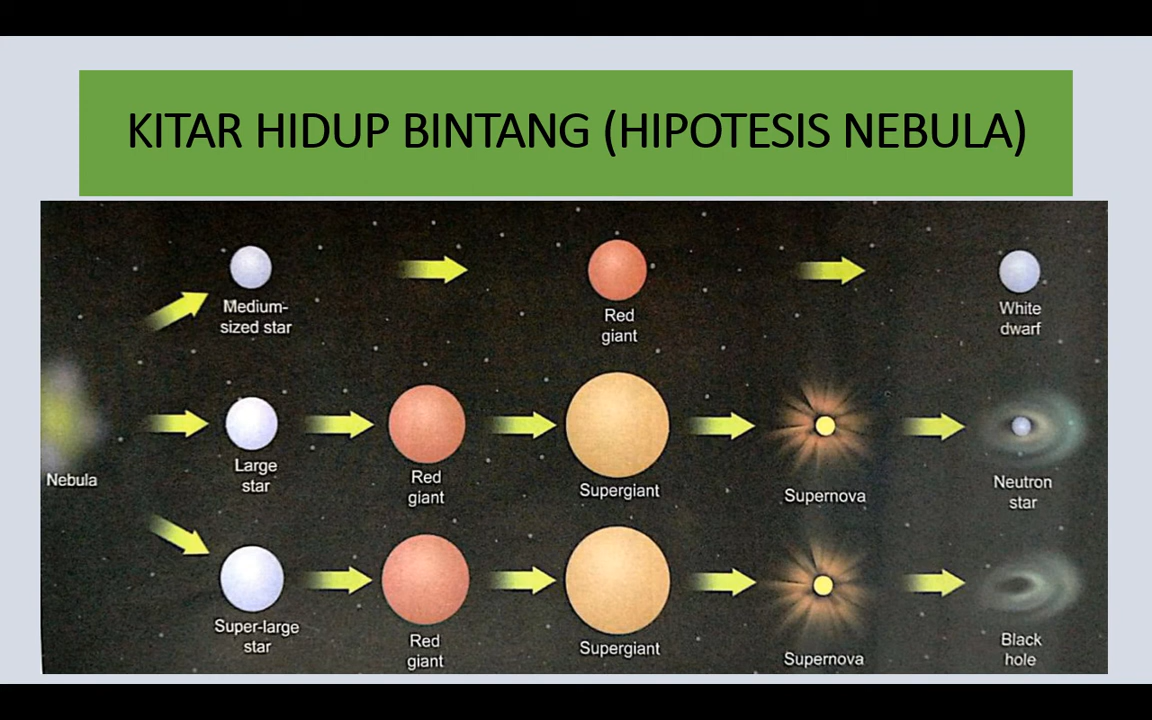 KITAR HIDUP BINTANG (HIPOTESIS NEBULA)
Medium-
sized star
Red
giant
White
dwarf
Nebula
Large
star
Red
giant
Supergiant
Supernova
Neutron
star
Super-large
star
Red
giant
Supergiant
Supernova
Black
hole